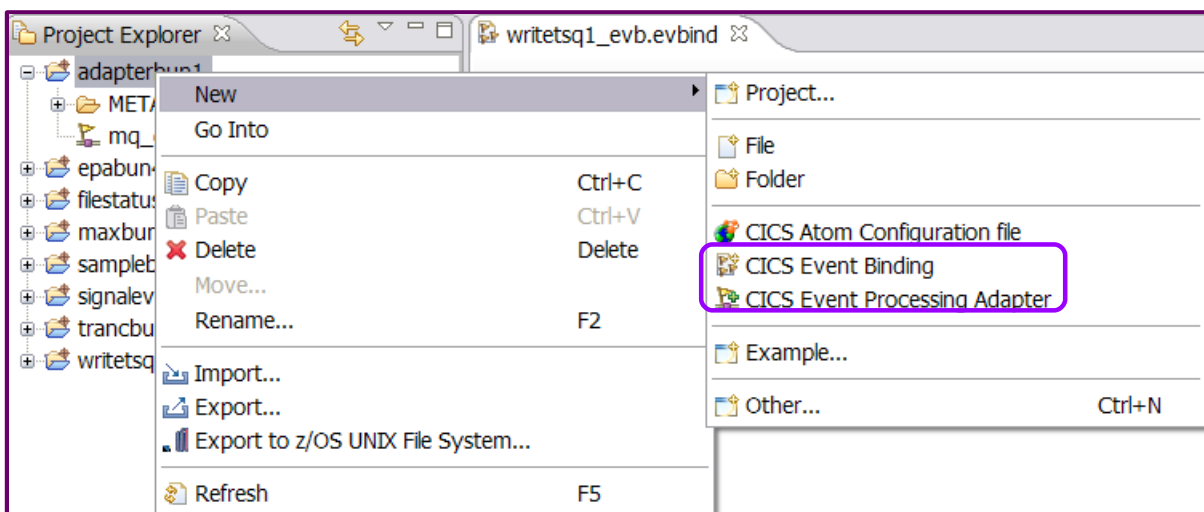 Project Explorer
writetsq1_evb.evbind
adapterbun1
META
mq_
epabun
filestatus
maxbun
sampleb
signalev
trancbu
writetsq
New
Go Into
Copy Ctrl+C
Paste Ctrl+V
Delete Delete
Move...
Rename... F2
Import...
Export...
Export to z/OS UNIX File System...
Refresh F5
Project...
File
Folder
CICS Atom Configuration file
CICS Event Binding
CICS Event Processing Adapter
Example...
Other... Ctrl+N